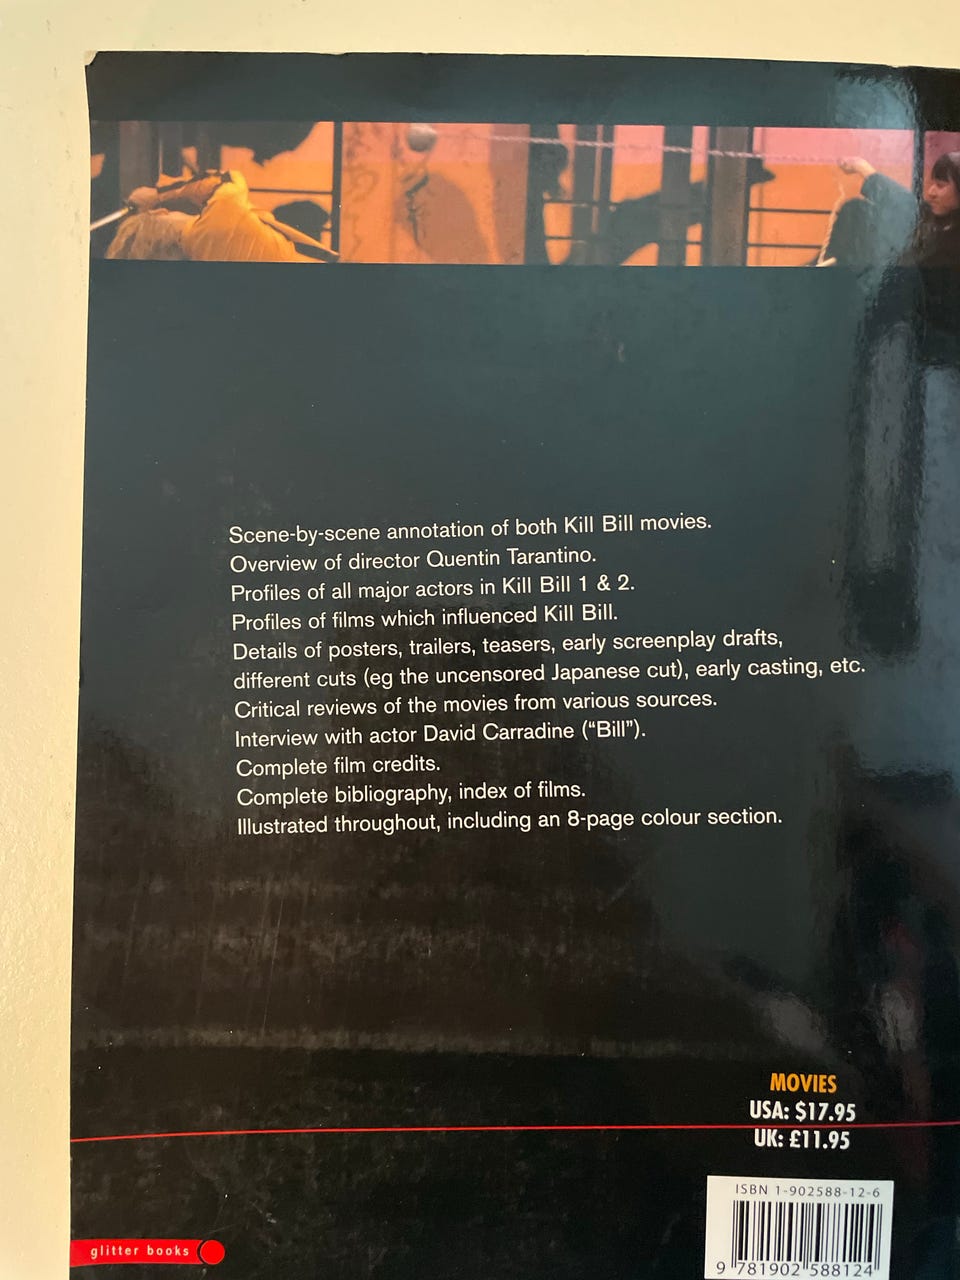 Scene-by-scene annotation of both Kill Bill movies.
Overview of director Quentin Tarantino.
Profiles of all major actors in Kill Bill 1 & 2.
Profiles of films which influenced Kill Bill.
Details of posters, trailers, teasers, early screenplay drafts,
different cuts (eg the uncensored Japanese cut), early casting, etc.
Critical reviews of the movies from various sources.
Interview with actor David Carradine (“Bill”).
Complete film credits.
Complete bibliography, index of films.
Illustrated throughout, including an 8-page colour section.
MOVIES
USA: $17.95
UK: £11.95
ISBN 1-902588-12-6
9 781902 588124
glitter books